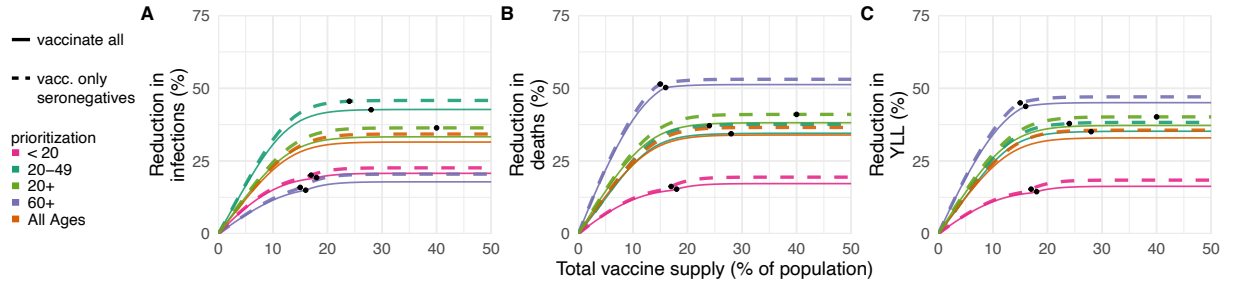 vaccinate all
vacc. only
seronegatives
prioritization
< 20
20−49
20+
60+
All Ages
A
Reduction in
infections (%)
75
50
25
0
0 10 20 30 40 50
B
Reduction in
deaths (%)
75
50
25
0
0 10 20 30 40 50
Total vaccine supply (% of population)
C
Reduction in
YLL (%)
75
50
25
0
0 10 20 30 40 50